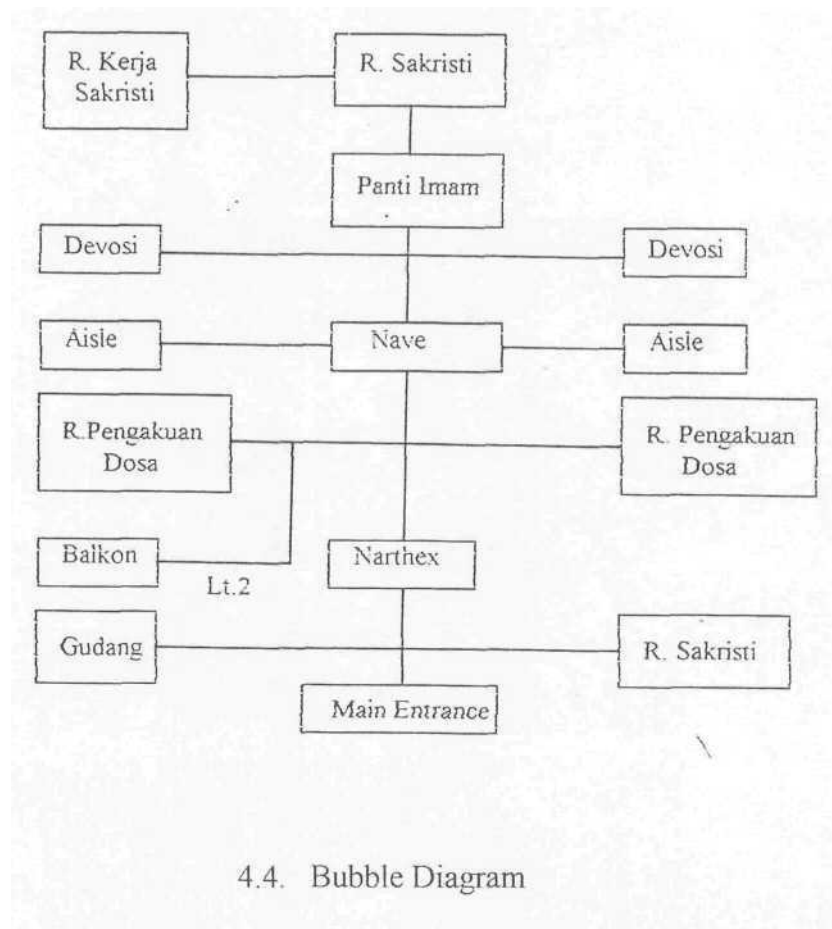 R. Kerja
Sakristi
R. Sakristi
Panti Imam
Devosi
Devosi
Aisle
Nave
Aisle
R.Pengakuan
Dosa
R. Pengakuan
Dosa
Balkon
Lt.2
Narthex
Gudang
R. Sakristi
Main Entrance
4.4. Bubble Diagram